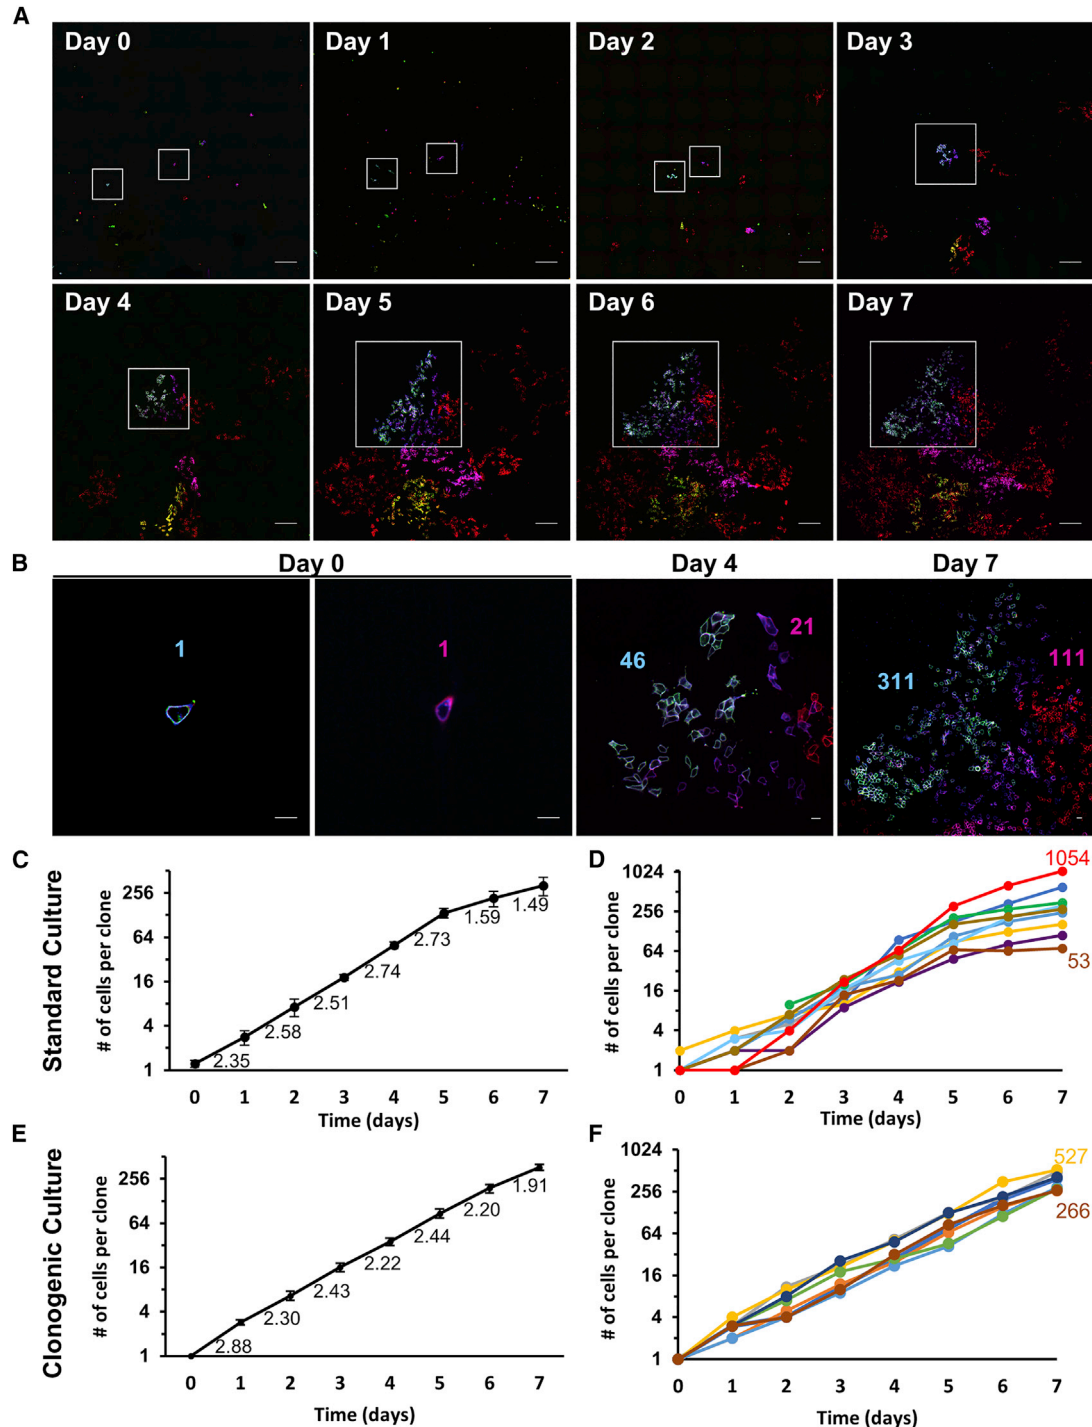 A
Day 0
Day 1
Day 2
Day 3
Day 4
Day 5
Day 6
Day 7
B
Day 0
Day 4
Day 7
1
1
46
21
311
111
C
Standard Culture
# of cells per clone
256
64
16
4
1
2.35
2.58
2.51
2.74
2.73
1.59
1.49
0 1 2 3 4 5 6 7
Time (days)
D
# of cells per clone
1024
256
64
16
4
1
1054
53
0 1 2 3 4 5 6 7
Time (days)
E
Clonogenic Culture
# of cells per clone
256
64
16
4
1
2.88
2.30
2.43
2.22
2.44
2.20
1.91
0 1 2 3 4 5 6 7
Time (days)
F
# of cells per clone
1024
256
64
16
4
1
527
266
0 1 2 3 4 5 6 7
Time (days)